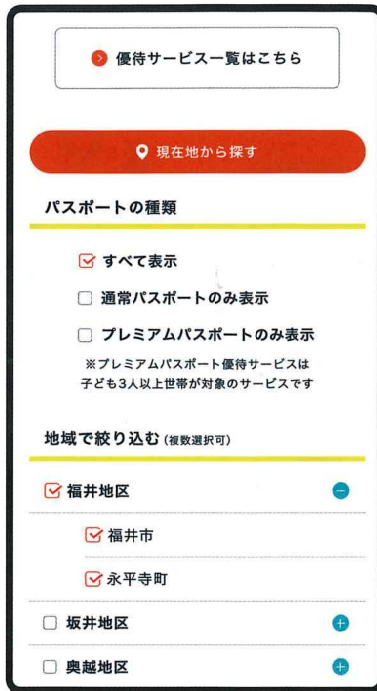 優待サービス一覧はこちら
現在地から探す
パスポートの種類
すべて表示
通常パスポートのみ表示
プレミアムパスポートのみ表示
※プレミアムパスポート優待サービスは
子ども3人以上世帯が対象のサービスです
地域で絞り込む(複数選択可)
福井地区
福井市
永平寺町
坂井地区
奥越地区